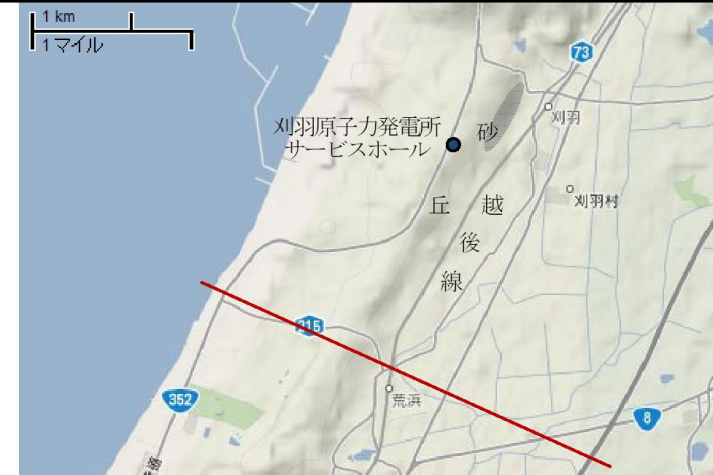 1 km
1マイル
73
刈羽
刈羽原子力発電所
サービスホール
砂
丘
刈羽村
越
後
線
215
352
荒浜
8